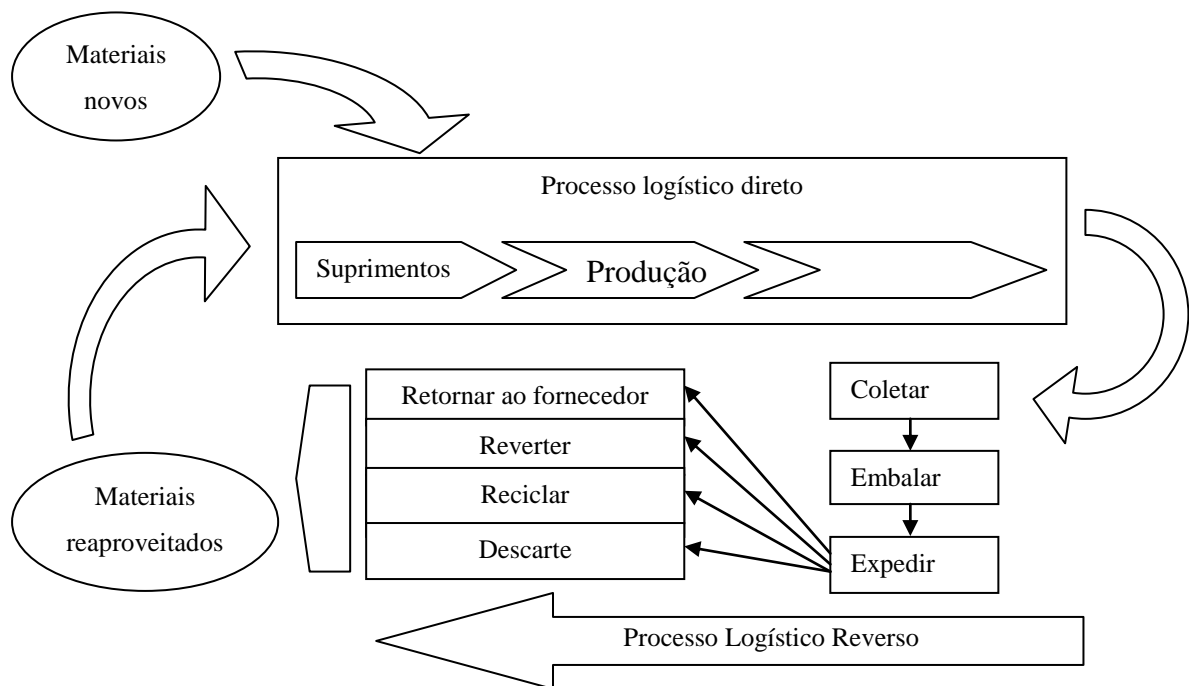 Materiais
novos
Processo logístico direto
Suprimentos
Produção
Retornar ao fornecedor
Reverter
Reciclar
Descarte
Coletar
Embalar
Expedir
Materiais
reaproveitados
Processo Logístico Reverso